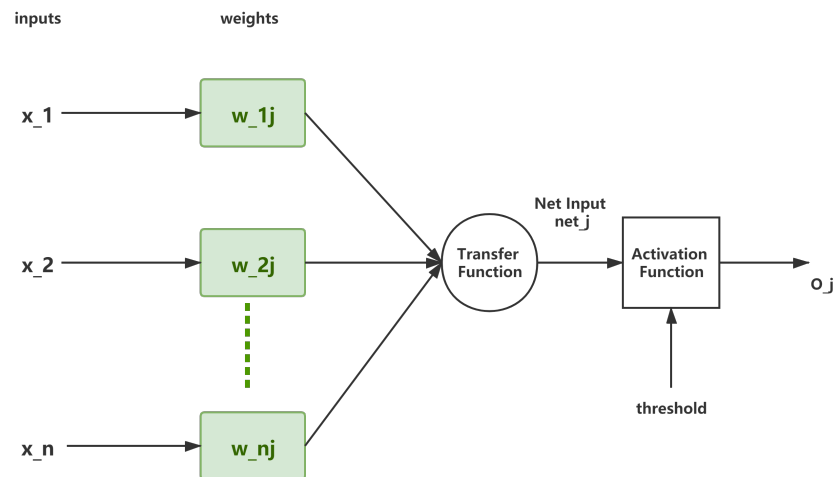 inputs
weights
x_1
w_1j
x_2
w_2j
x_n
w_nj
Transfer
Function
Net Input
net_j
Activation
Function
O_j
threshold